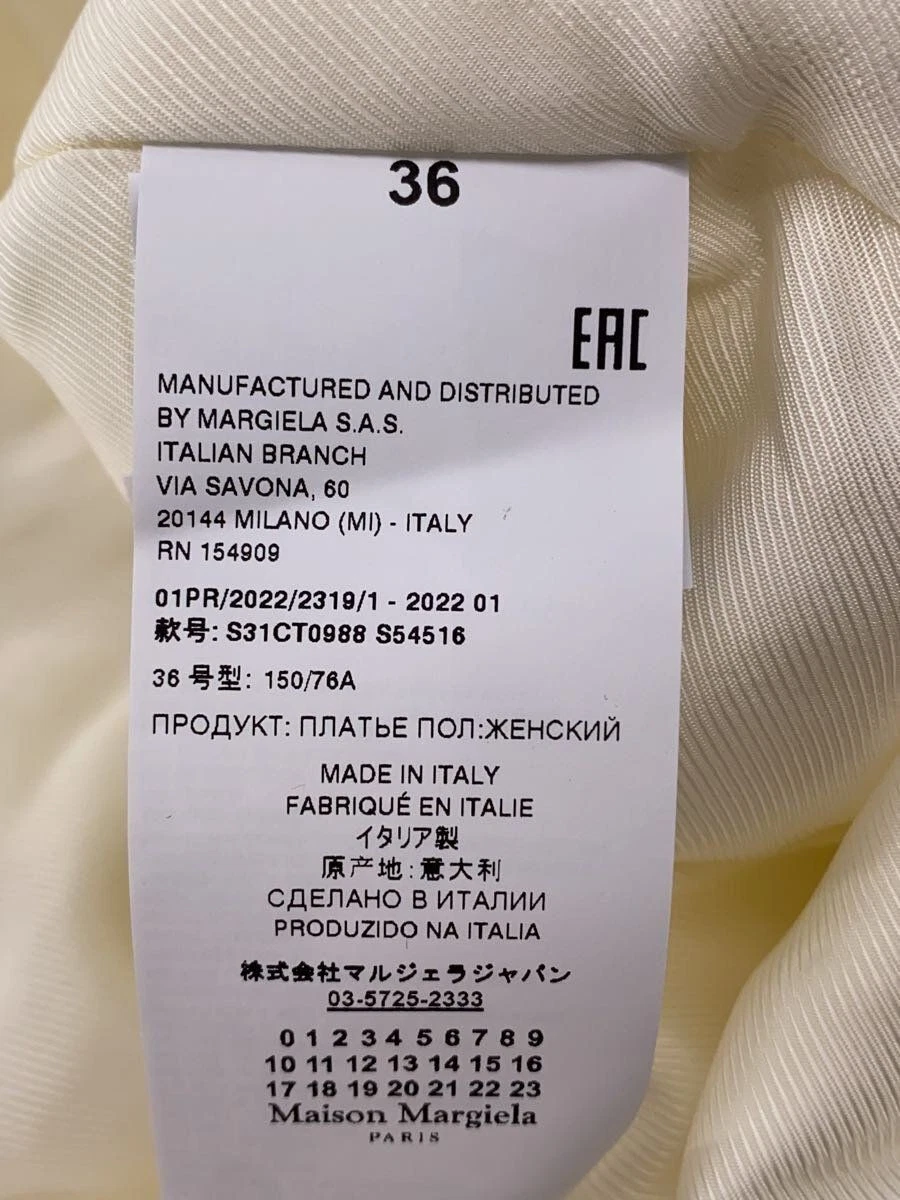 36
EAC
MANUFACTURED AND DISTRIBUTED
BY MARGIELA S.A.S.
ITALIAN BRANCH
VIA SAVONA, 60
20144 MILANO (MI) - ITALY
RN 154909
01PR/2022/2319/1 - 2022 01
款号: S31CT0988 S54516
36 号型: 150/76A
ПРОДУКТ: ПЛАТЬЕ ПОЛ:ЖЕНСКИЙ
MADE IN ITALY
FABRIQUÉ EN ITALIE
イタリア製
原产地:意大利
СДЕЛАНО В ИТАЛИИ
PRODUZIDO NA ITALIA
株式会社マルジェラジャパン
03-5725-2333
0 1 2 3 4 5 6 7 8 9
10 11 12 13 14 15 16
17 18 19 20 21 22 23
Maison Margiela
PARIS